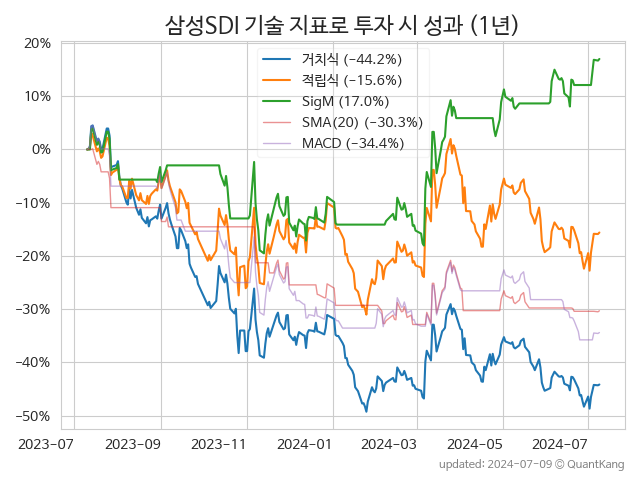 삼성SDI 기술 지표로 투자 시 성과 (1년)
거치식 (−44.2%)
적립식 (−15.6%)
SigM (17.0%)
SMA(20) (−30.3%)
MACD (−34.4%)
20%
10%
0%
−10%
−20%
−30%
−40%
−50%
2023-07 2023-09 2023-11 2024-01 2024-03 2024-05 2024-07
updated: 2024-07-09 © QuantKang